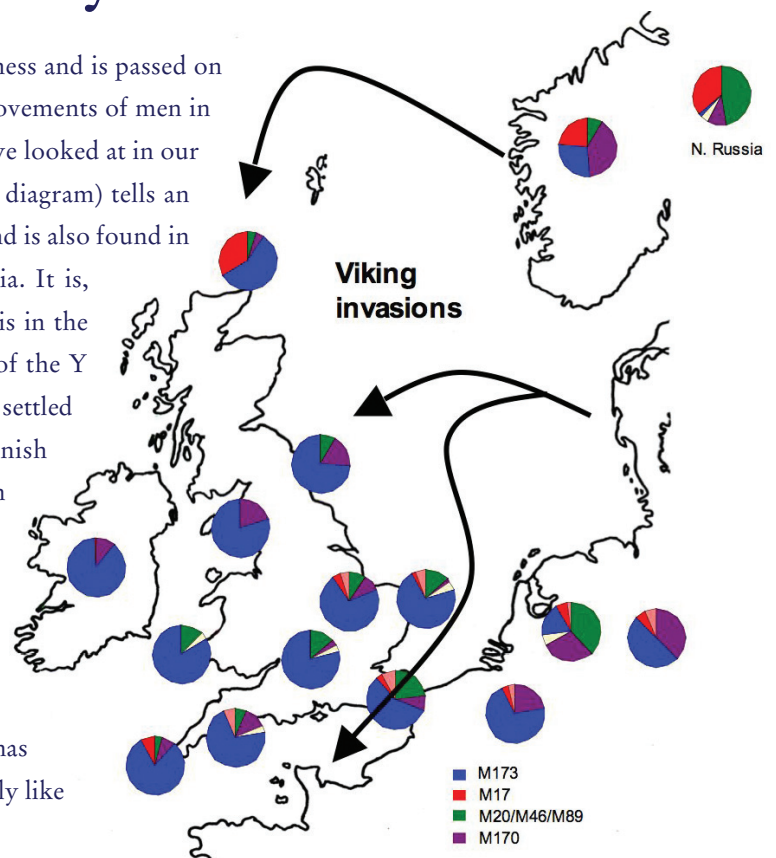 y
ness and is passed on
ovements of men in
ve looked at in our
diagram) tells an
nd is also found in
ia. It is,
is in the
of the Y
settled
nish
n
has
ly like
N. Russia
Viking
invasions
M173
M17
M20/M46/M89
M170